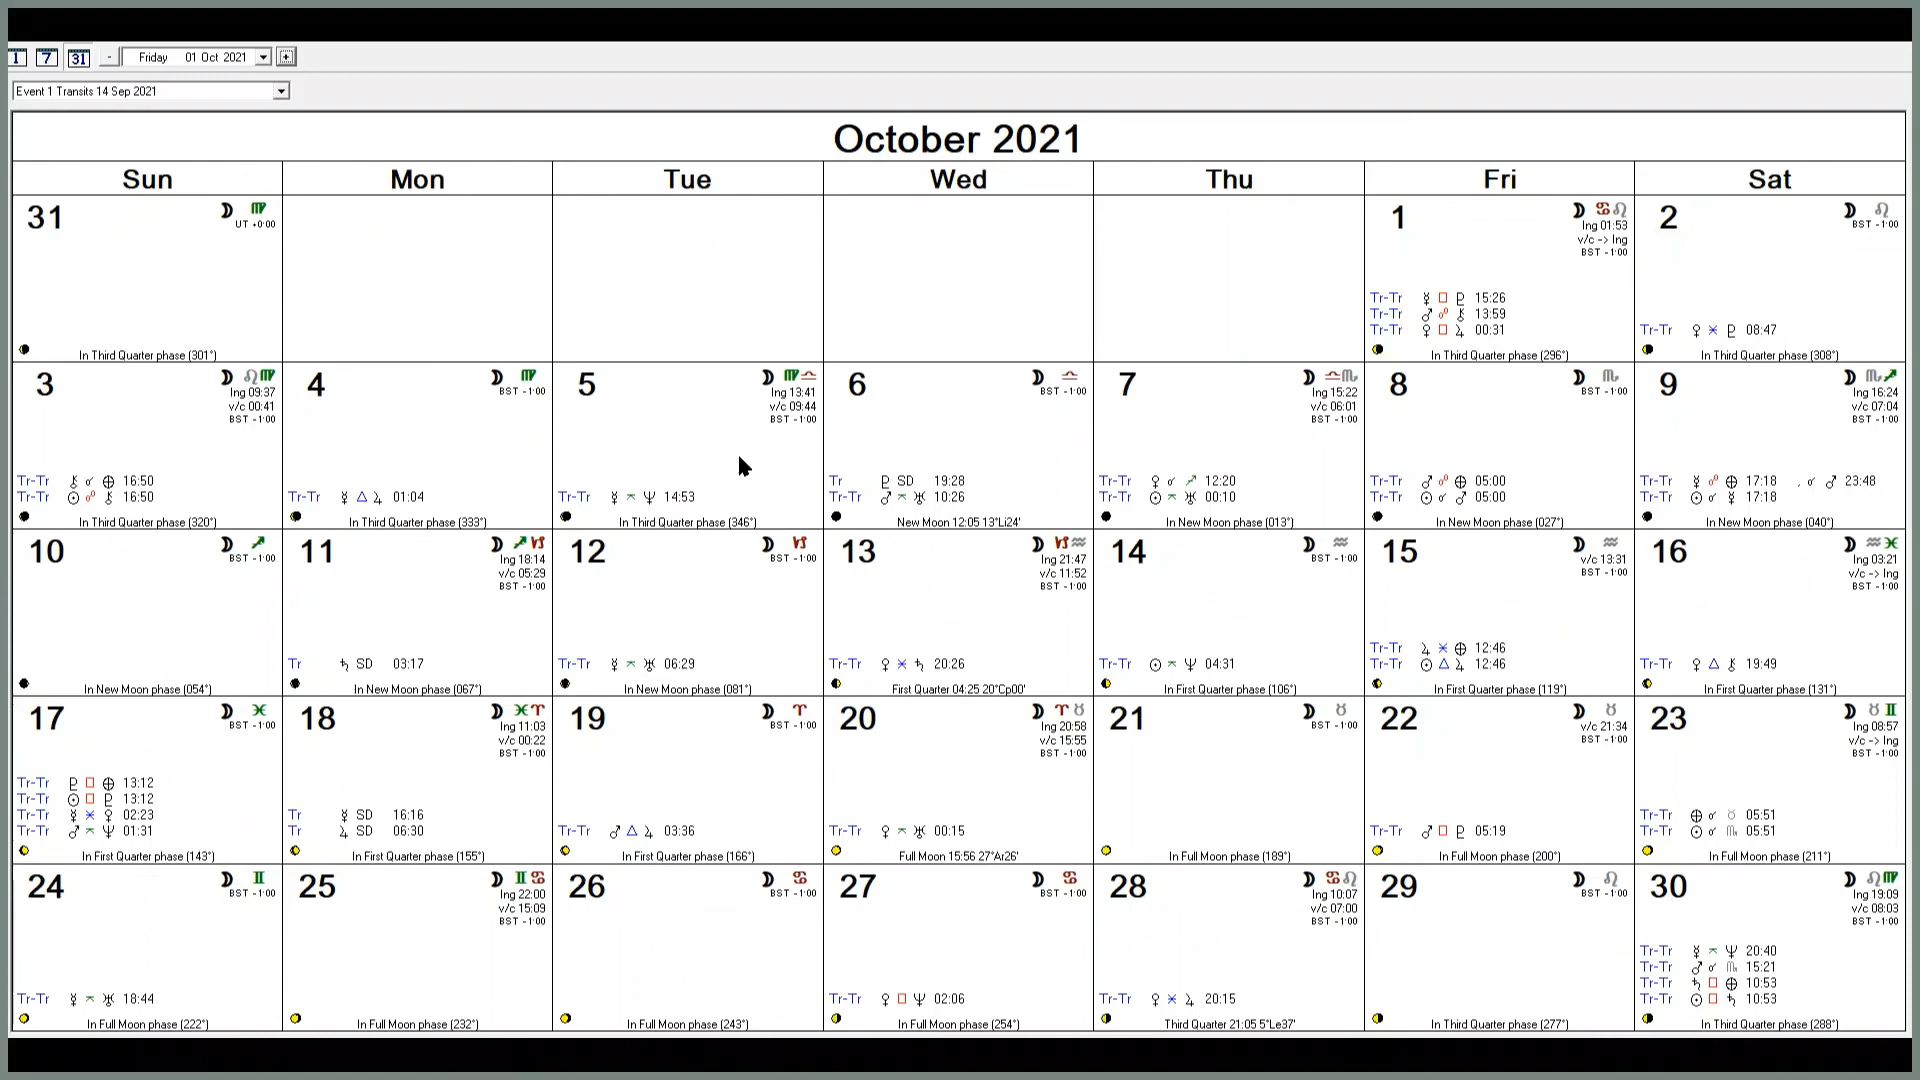 1 7 31 - Friday 01 Oct 2021 +
Event 1 Transits 14 Sep 2021
October 2021
Sun Mon Tue Wed Thu Fri Sat
31 ☽ ♍
UT +0:00
In Third Quarter phase (301°)
1 ☽ ♋♌
Ing 01:53
v/c -> Ing
BST -1:00
Tr-Tr ☿ □ ♇ 15:26
Tr-Tr ♂ ☍ ⚷ 13:59
Tr-Tr ♀ □ ♃ 00:31
In Third Quarter phase (296°)
2 ☽ ♌
BST -1:00
Tr-Tr ♀ ⚹ ♇ 08:47
In Third Quarter phase (308°)
3 ☽ ♌♍
Ing 09:37
v/c 00:41
BST -1:00
Tr-Tr ⚷ ☌ ⊕ 16:50
Tr-Tr ☉ ☍ ⚷ 16:50
In Third Quarter phase (320°)
4 ☽ ♍
BST -1:00
Tr-Tr ☿ △ ♃ 01:04
In Third Quarter phase (333°)
5 ☽ ♍♎
Ing 13:41
v/c 09:44
BST -1:00
Tr-Tr ☿ ⚻ ♆ 14:53
In Third Quarter phase (346°)
6 ☽ ♎
BST -1:00
Tr ♇ SD 19:28
Tr-Tr ♂ ⚻ ♅ 10:26
New Moon 12:05 13°Li24'
7 ☽ ♎♏
Ing 15:22
v/c 06:01
BST -1:00
Tr-Tr ♀ ☌ ♐ 12:20
Tr-Tr ☉ ⚻ ♅ 00:10
In New Moon phase (013°)
8 ☽ ♏
BST -1:00
Tr-Tr ♂ ☍ ⊕ 05:00
Tr-Tr ☉ ☌ ♂ 05:00
In New Moon phase (027°)
9 ☽ ♏♐
Ing 16:24
v/c 07:04
BST -1:00
Tr-Tr ☿ ☍ ⊕ 17:18 ☌ ♂ 23:48
Tr-Tr ☉ ☌ ☿ 17:18
In New Moon phase (040°)
10 ☽ ♐
BST -1:00
In New Moon phase (054°)
11 ☽ ♐♑
Ing 18:14
v/c 05:29
BST -1:00
Tr ♄ SD 03:17
In New Moon phase (067°)
12 ☽ ♑
BST -1:00
Tr-Tr ☿ ⚻ ♅ 06:29
In New Moon phase (081°)
13 ☽ ♑♒
Ing 21:47
v/c 11:52
BST -1:00
Tr-Tr ♀ ⚹ ♄ 20:26
First Quarter 04:25 20°Cp00'
14 ☽ ♒
BST -1:00
Tr-Tr ☉ ⚻ ♆ 04:31
In First Quarter phase (106°)
15 ☽ ♒
v/c 13:31
BST -1:00
Tr-Tr ♃ ⚹ ⊕ 12:46
Tr-Tr ☉ △ ♃ 12:46
In First Quarter phase (119°)
16 ☽ ♒♓
Ing 03:21
v/c -> Ing
BST -1:00
Tr-Tr ♀ △ ⚷ 19:49
In First Quarter phase (131°)
17 ☽ ♓
BST -1:00
Tr-Tr ♇ □ ⊕ 13:12
Tr-Tr ☉ □ ♇ 13:12
Tr-Tr ☿ ⚹ ♀ 02:23
Tr-Tr ♂ ⚻ ♆ 01:31
In First Quarter phase (143°)
18 ☽ ♓♈
Ing 11:03
v/c 00:22
BST -1:00
Tr ☿ SD 16:16
Tr ♃ SD 06:30
In First Quarter phase (155°)
19 ☽ ♈
BST -1:00
Tr-Tr ♂ △ ♃ 03:36
In First Quarter phase (166°)
20 ☽ ♈♉
Ing 20:58
v/c 15:55
BST -1:00
Tr-Tr ♀ ⚻ ♅ 00:15
Full Moon 15:56 27°Ar26'
21 ☽ ♉
BST -1:00
In Full Moon phase (189°)
22 ☽ ♉
v/c 21:34
BST -1:00
Tr-Tr ♂ □ ♇ 05:19
In Full Moon phase (200°)
23 ☽ ♉♊
Ing 08:57
v/c -> Ing
BST -1:00
Tr-Tr ⊕ ☌ ♉ 05:51
Tr-Tr ☉ ☌ ♏ 05:51
In Full Moon phase (211°)
24 ☽ ♊
BST -1:00
Tr-Tr ☿ ⚻ ♅ 18:44
In Full Moon phase (222°)
25 ☽ ♊♋
Ing 22:00
v/c 15:09
BST -1:00
In Full Moon phase (232°)
26 ☽ ♋
BST -1:00
In Full Moon phase (243°)
27 ☽ ♋
BST -1:00
Tr-Tr ♀ □ ♆ 02:06
In Full Moon phase (254°)
28 ☽ ♋♌
Ing 10:07
v/c 07:00
BST -1:00
Tr-Tr ♀ ⚹ ♃ 20:15
Third Quarter 21:05 5°Le37'
29 ☽ ♌
BST -1:00
In Third Quarter phase (277°)
30 ☽ ♌♍
Ing 19:09
v/c 08:03
BST -1:00
Tr-Tr ☿ ⚻ ♆ 20:40
Tr-Tr ♂ ☌ ♏ 15:21
Tr-Tr ♄ □ ⊕ 10:53
Tr-Tr ☉ □ ♄ 10:53
In Third Quarter phase (288°)